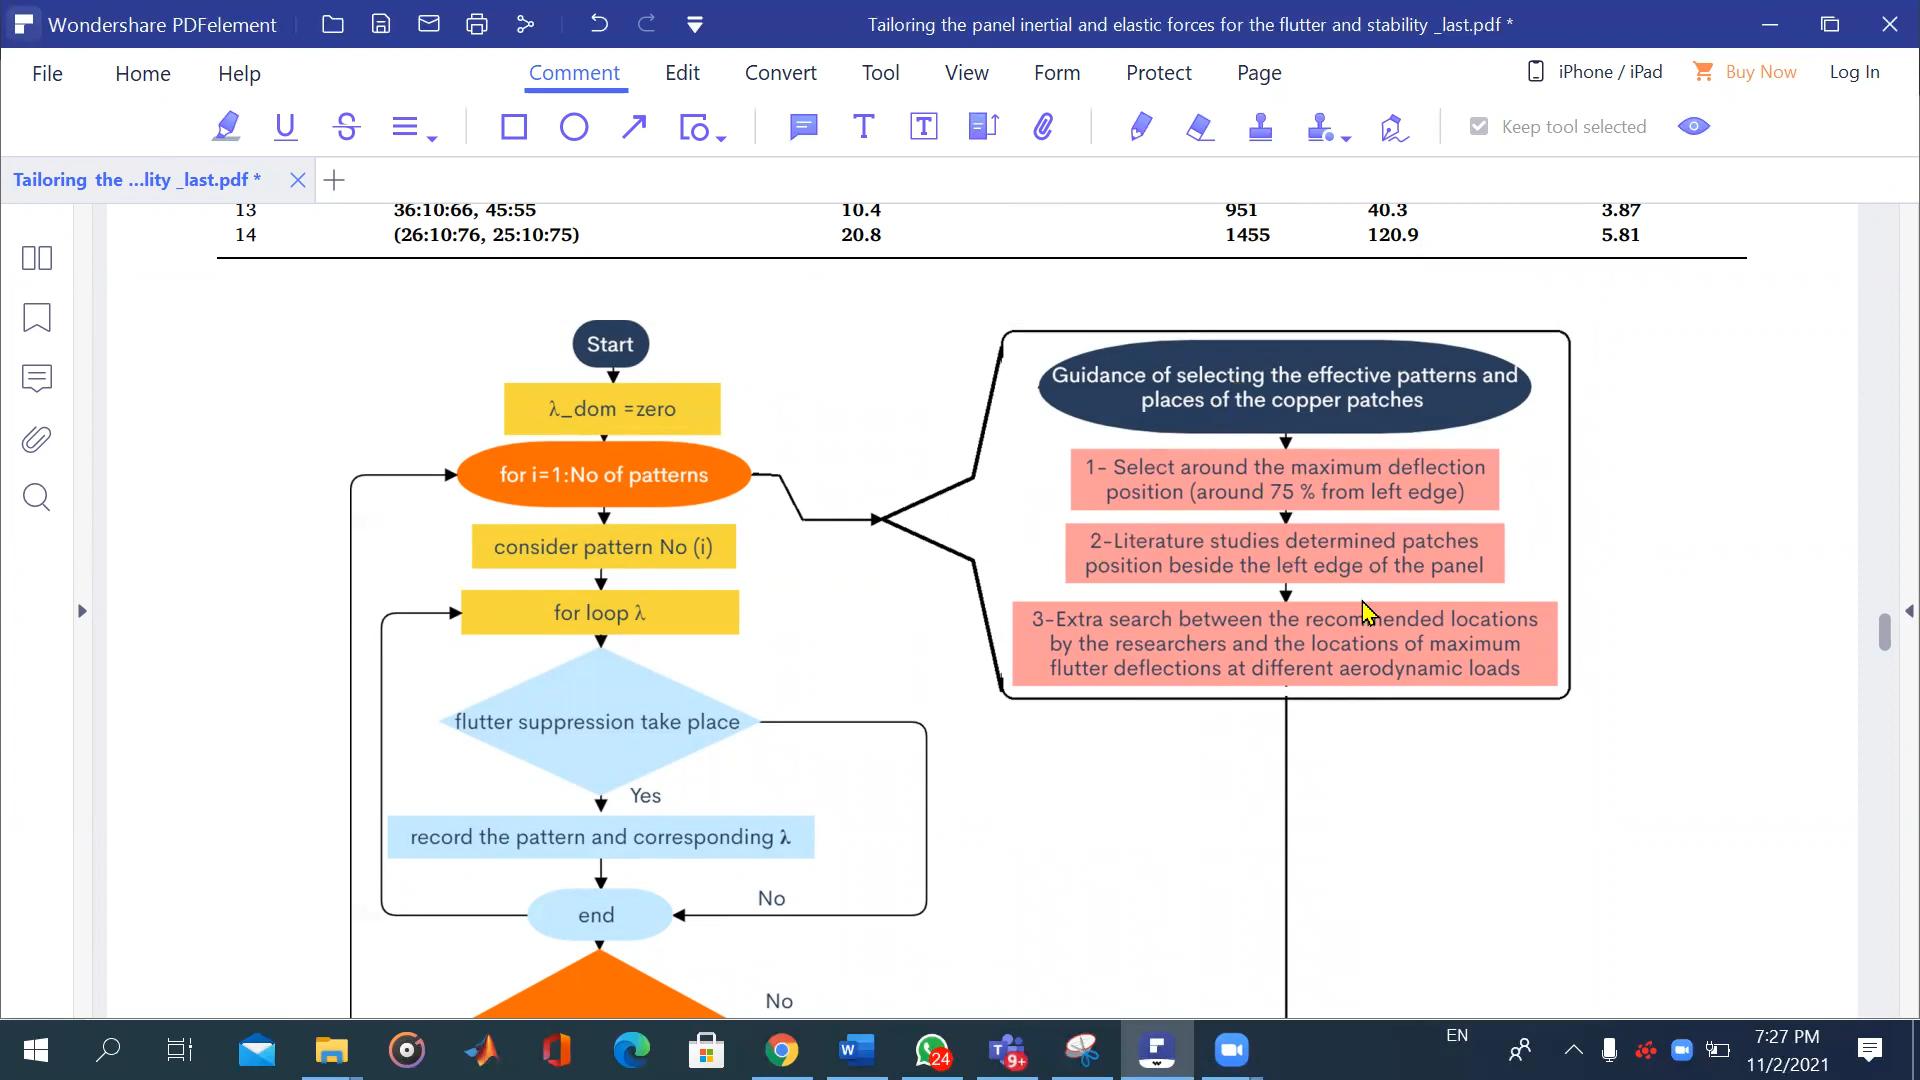 Wondershare PDFelement
Tailoring the panel inertial and elastic forces for the flutter and stability _last.pdf *
File Home Help Comment Edit Convert Tool View Form Protect Page iPhone / iPad Buy Now Log In
Keep tool selected
Tailoring the ...lity _last.pdf *
13 36:10:66, 45:55 10.4 951 40.3 3.87
14 (26:10:76, 25:10:75) 20.8 1455 120.9 5.81
Start
λ_dom =zero
for i=1:No of patterns
consider pattern No (i)
for loop λ
flutter suppression take place
Yes
record the pattern and corresponding λ
No
end
No
Guidance of selecting the effective patterns and
places of the copper patches
1- Select around the maximum deflection
position (around 75 % from left edge)
2-Literature studies determined patches
position beside the left edge of the panel
3-Extra search between the recommended locations
by the researchers and the locations of maximum
flutter deflections at different aerodynamic loads
24
9+
EN
7:27 PM
11/2/2021